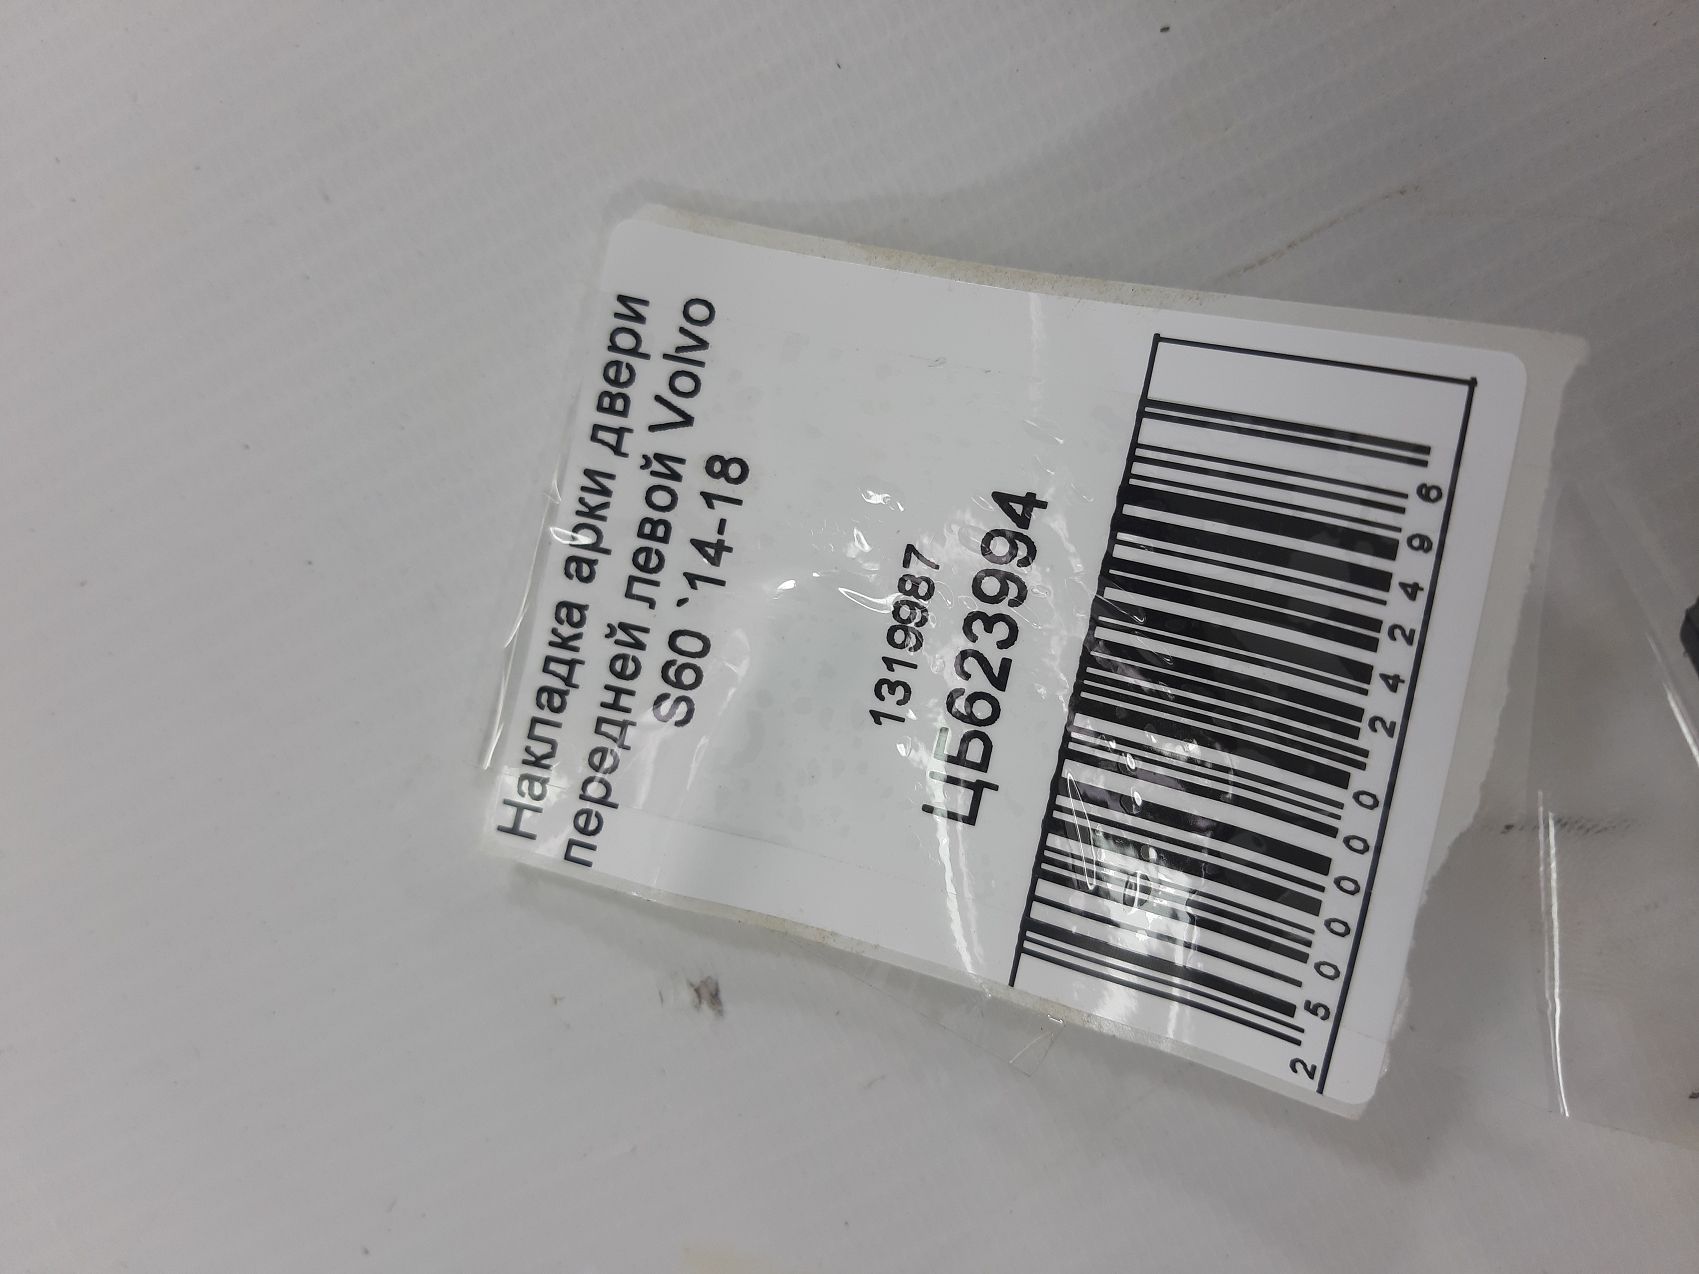 Накладка арки двери
передней левой Volvo
S60 `14-18
1319987
ЦБ623994
2500000242496